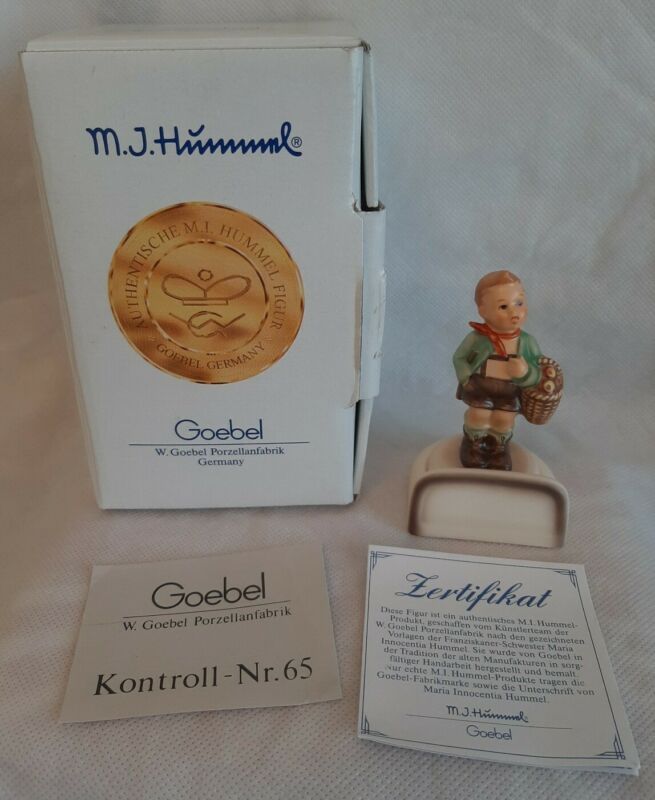 M.J.Hummel®
AUTHENTISCHE M.I. HUMMEL FIGUR
GOEBEL GERMANY
Goebel
W. Goebel Porzellanfabrik
Germany
Goebel
W. Goebel Porzellanfabrik
Kontroll-Nr. 65
Zertifikat
Diese Figur ist ein authentisches M.I. Hummel-
Produkt, geschaffen vom Künstlerteam der
W. Goebel Porzellanfabrik nach den gezeichneten
Vorlagen der Franziskaner-Schwester Maria
Innocentia Hummel. Sie wurde von Goebel in
der Tradition der alten Manufakturen in sorg-
fältiger Handarbeit hergestellt und bemalt.
Nur echte M.I. Hummel-Produkte tragen die
Goebel-Fabrikmarke sowie die Unterschrift von
Maria Innocentia Hummel.
M.J.Hummel®
Goebel